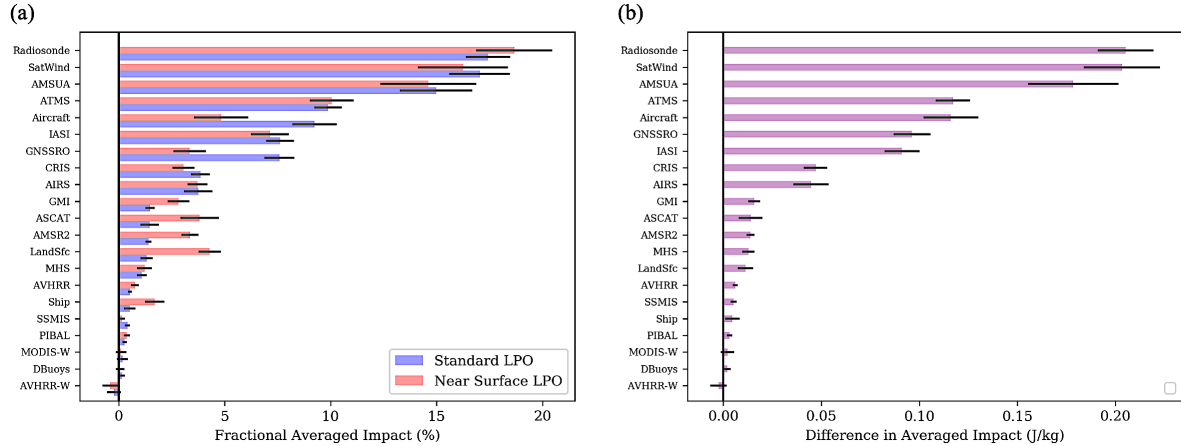 (a)
Radiosonde
SatWind
AMSUA
ATMS
Aircraft
IASI
GNSSRO
CRIS
AIRS
GMI
ASCAT
AMSR2
LandSfc
MHS
AVHRR
Ship
SSMIS
PIBAL
MODIS-W
DBuoys
AVHRR-W
Standard LPO
Near Surface LPO
0 5 10 15 20
Fractional Averaged Impact (%)
(b)
Radiosonde
SatWind
AMSUA
ATMS
Aircraft
GNSSRO
IASI
CRIS
AIRS
GMI
ASCAT
AMSR2
MHS
LandSfc
AVHRR
SSMIS
Ship
PIBAL
MODIS-W
DBuoys
AVHRR-W
0.00 0.05 0.10 0.15 0.20
Difference in Averaged Impact (J/kg)